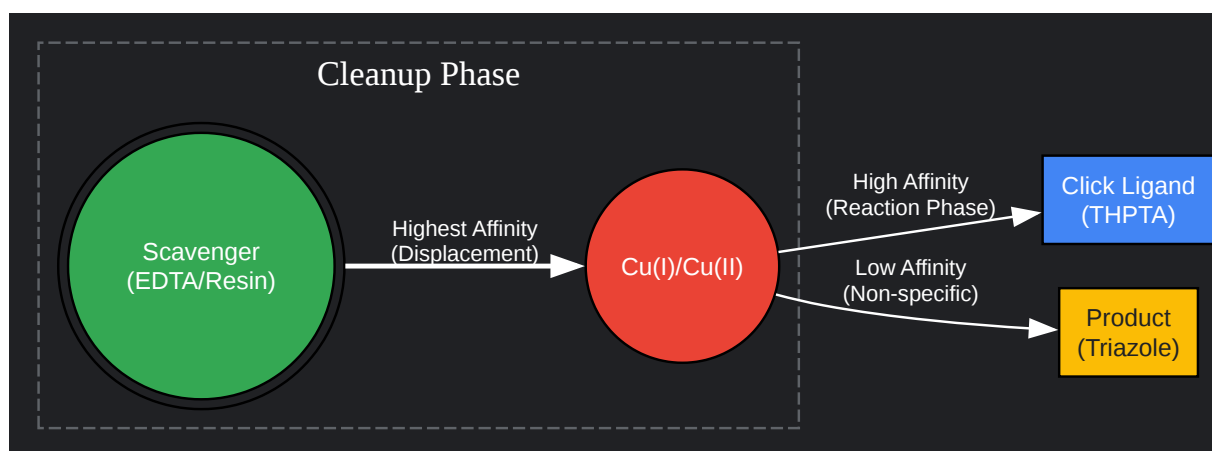 Cleanup Phase
Scavenger
(EDTA/Resin)
Highest Affinity
(Displacement)
Cu(I)/Cu(II)
High Affinity
(Reaction Phase)
Low Affinity
(Non-specific)
Click Ligand
(THPTA)
Product
(Triazole)